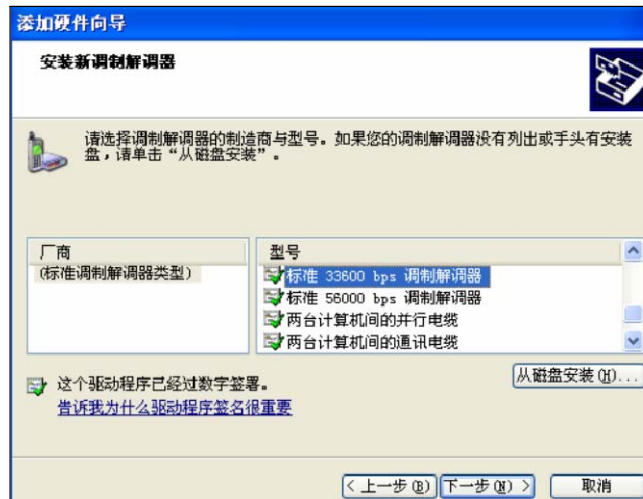 添加硬件向导
安装新调制解调器
请选择调制解调器的制造商与型号。如果您的调制解调器没有列出或手头有安装
盘，请单击“从磁盘安装”。
厂商
(标准调制解调器类型)
型号
标准 33600 bps 调制解调器
标准 56000 bps 调制解调器
两台计算机间的并行电缆
两台计算机间的通讯电缆
这个驱动程序已经过数字签署。
告诉我为什么驱动程序签名很重要
从磁盘安装(H)...
< 上一步(B)
下一步(N) >
取消